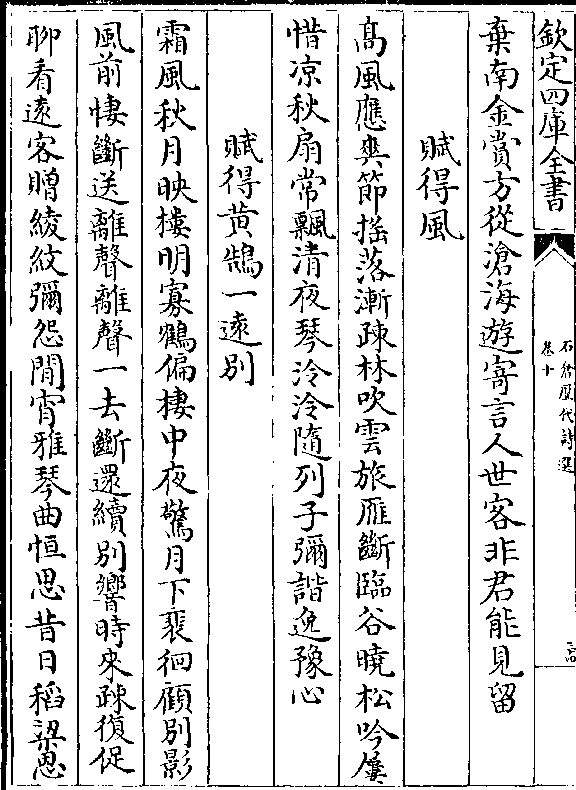 欽定四庫全書
石倉歷代詩選
卷十
棄南金賞方從滄海遊寄言人世客非君能見留
賦得風
髙風應爽節摇落漸疎林吹雲旅雁斷臨谷曉松吟屢
惜凉秋扇常飄清夜琴泠泠隨列子彌諧逸豫心
賦得黄鵠一逺别
霜風秋月映樓明寡鶴偏棲中夜驚月下裴徊顧别影
風前悽斷送離聲離聲一去斷還續别響時來疎復促
聊看逺客贈綾紋彌怨閒宵雅琴曲恒思昔日稻粱恩